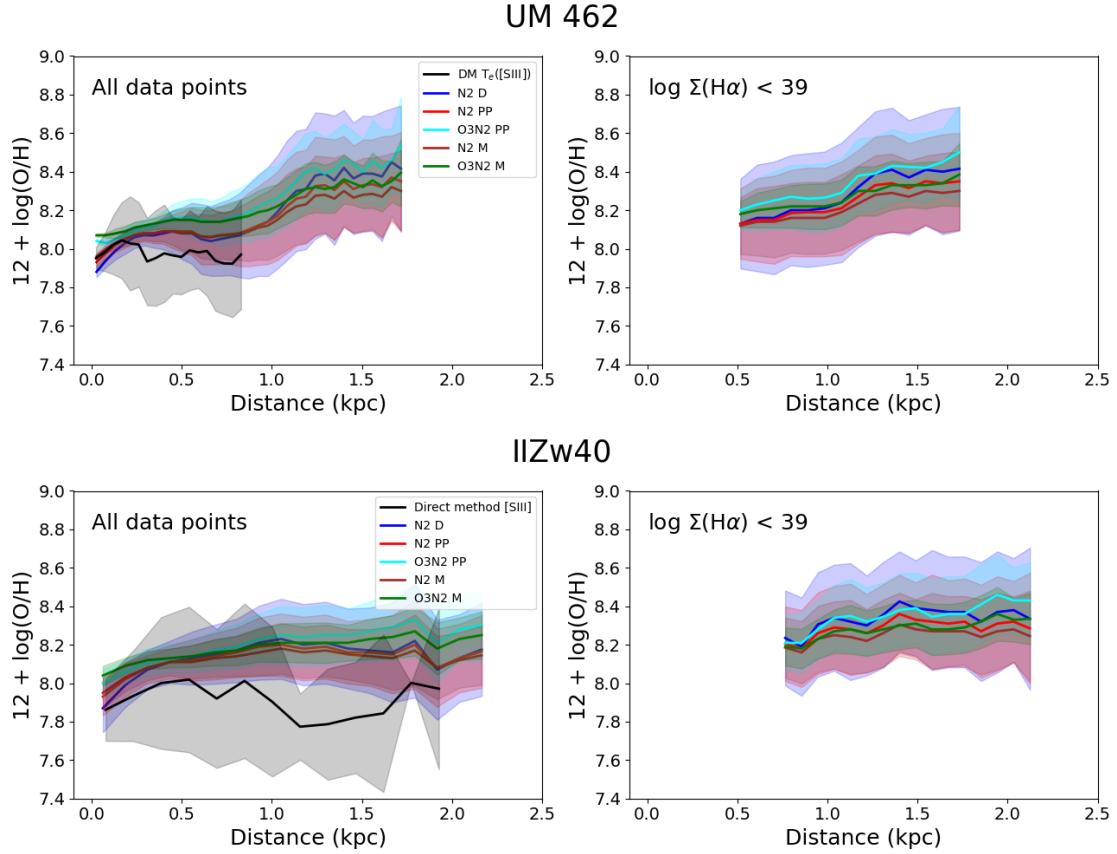 UM 462
9.0
8.8
8.6
8.4
8.2
8.0
7.8
7.6
7.4
12 + log(O/H)
All data points
DM Tₑ([SIII])
N2 D
N2 PP
O3N2 PP
N2 M
O3N2 M
0.0 0.5 1.0 1.5 2.0 2.5
Distance (kpc)
9.0
8.8
8.6
8.4
8.2
8.0
7.8
7.6
7.4
12 + log(O/H)
log Σ(Hα) < 39
0.0 0.5 1.0 1.5 2.0 2.5
Distance (kpc)
IIZw40
9.0
8.8
8.6
8.4
8.2
8.0
7.8
7.6
7.4
12 + log(O/H)
All data points
Direct method [SIII]
N2 D
N2 PP
O3N2 PP
N2 M
O3N2 M
0.0 0.5 1.0 1.5 2.0 2.5
Distance (kpc)
9.0
8.8
8.6
8.4
8.2
8.0
7.8
7.6
7.4
12 + log(O/H)
log Σ(Hα) < 39
0.0 0.5 1.0 1.5 2.0 2.5
Distance (kpc)